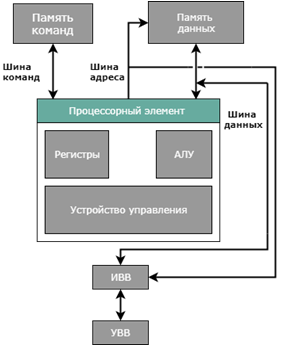 Память
команд
Память
данных
Шина
команд
Шина
адреса
Шина
данных
Процессорный элемент
Регистры
АЛУ
Устройство управления
ИВВ
УВВ